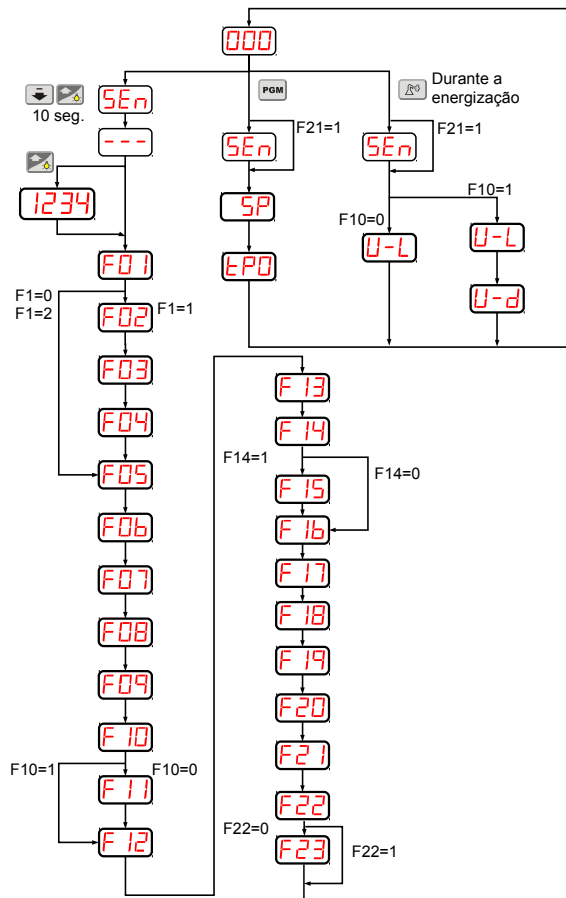 000
SEn
10 seg.
---
1234
F01
F1=0
F1=2
F1=1
F02
F03
F04
F05
F06
F07
F08
F09
F10
F10=1
F10=0
F11
F12
PGM
F21=1
SEn
SP
tP0
Durante a
energização
F21=1
SEn
F10=1
F10=0
U-L
U-L
U-d
F13
F14
F14=1
F14=0
F15
F16
F17
F18
F19
F20
F21
F22
F22=0
F23
F22=1